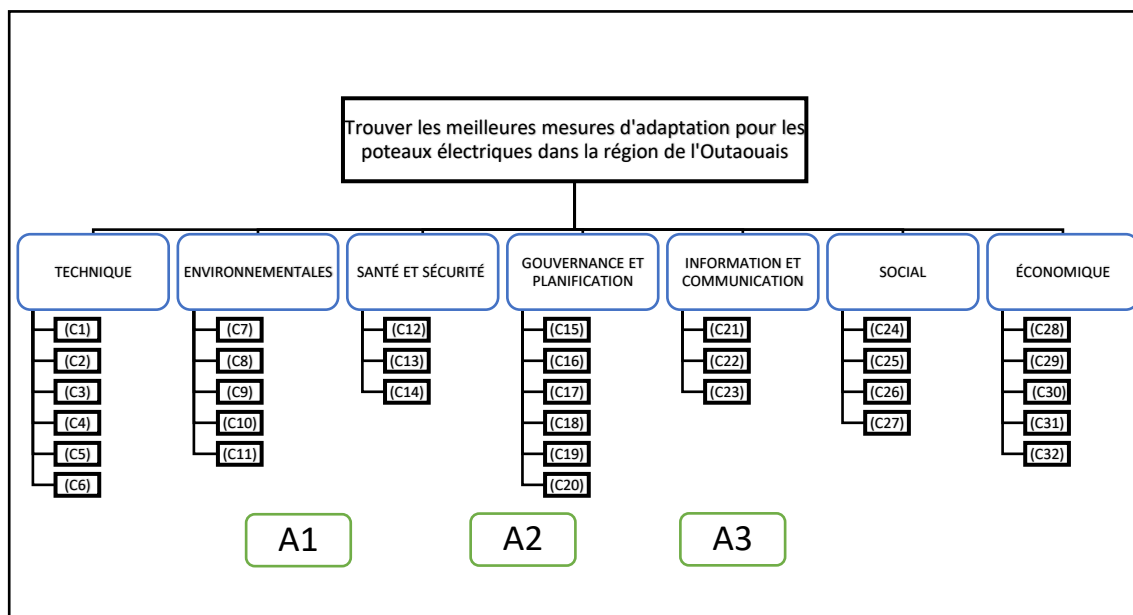 Trouver les meilleures mesures d'adaptation pour les
poteaux électriques dans la région de l'Outaouais
TECHNIQUE
(C1)
(C2)
(C3)
(C4)
(C5)
(C6)
ENVIRONNEMENTALES
(C7)
(C8)
(C9)
(C10)
(C11)
SANTÉ ET SÉCURITÉ
(C12)
(C13)
(C14)
GOUVERNANCE ET
PLANIFICATION
(C15)
(C16)
(C17)
(C18)
(C19)
(C20)
INFORMATION ET
COMMUNICATION
(C21)
(C22)
(C23)
SOCIAL
(C24)
(C25)
(C26)
(C27)
ÉCONOMIQUE
(C28)
(C29)
(C30)
(C31)
(C32)
A1
A2
A3